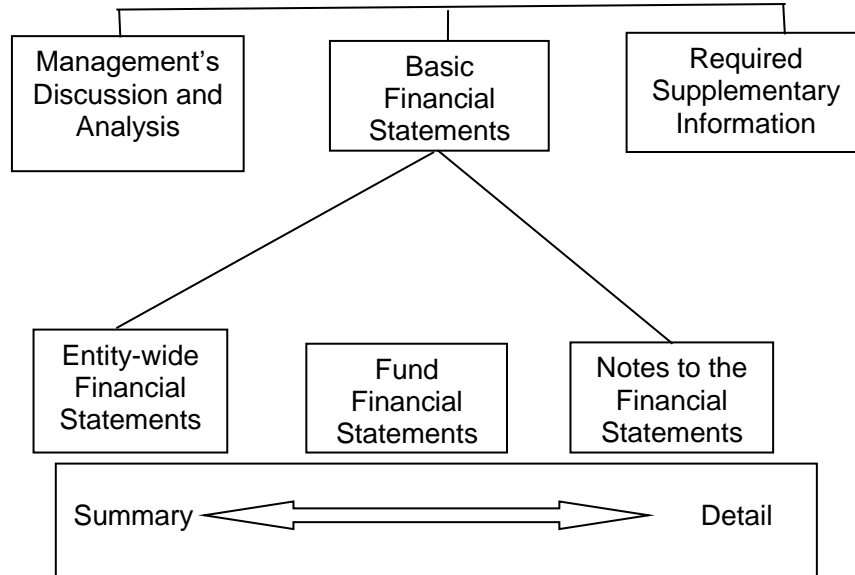 Management’s
Discussion and
Analysis
Basic
Financial
Statements
Required
Supplementary
Information
Entity-wide
Financial
Statements
Fund
Financial
Statements
Notes to the
Financial
Statements
Summary
Detail